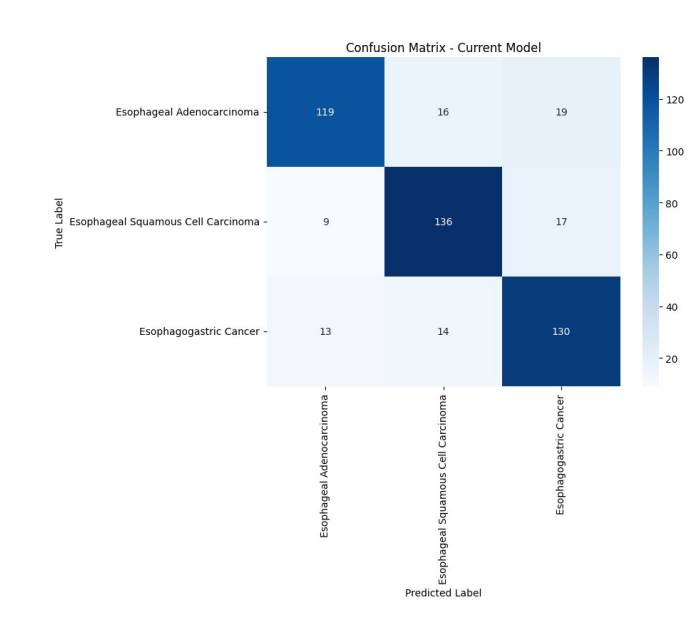 Confusion Matrix - Current Model
Esophageal Adenocarcinoma
119 16 19
120
100
True Label
Esophageal Squamous Cell Carcinoma
9 136 17
80
60
Esophagogastric Cancer
13 14 130
40
20
Esophageal Adenocarcinoma
Esophageal Squamous Cell Carcinoma
Esophagogastric Cancer
Predicted Label